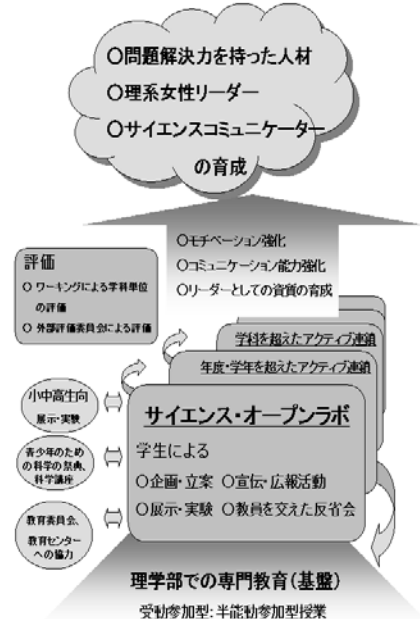 ○問題解決力を持った人材
○理系女性リーダー
○サイエンスコミュニケーター
の育成
○モチベーション強化
○コミュニケーション能力強化
○リーダーとしての資質の育成
評価
○ ワーキングによる学科単位
の評価
○ 外部評価委員会による評価
学科を超えたアクティブ連鎖
年度・学年を超えたアクティブ連鎖
小中高生向
展示・実験
青少年のため
の科学の祭典、
科学講座
教育委員会、
教育センター
への協力
サイエンス・オープンラボ
学生による
○企画・立案 ○宣伝・広報活動
○展示・実験 ○教員を交えた反省会
理学部での専門教育(基盤)
受動参加型:半能動参加型授業